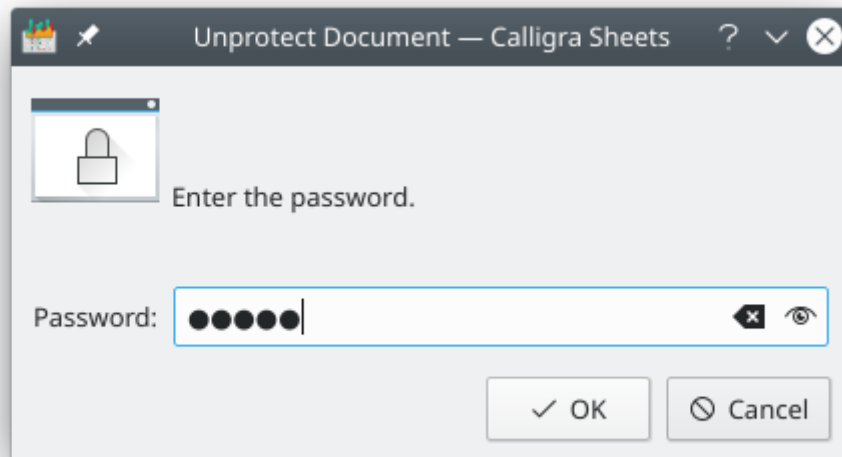 Unprotect Document — Calligra Sheets
Enter the password.
Password: ●●●●●
OK
Cancel